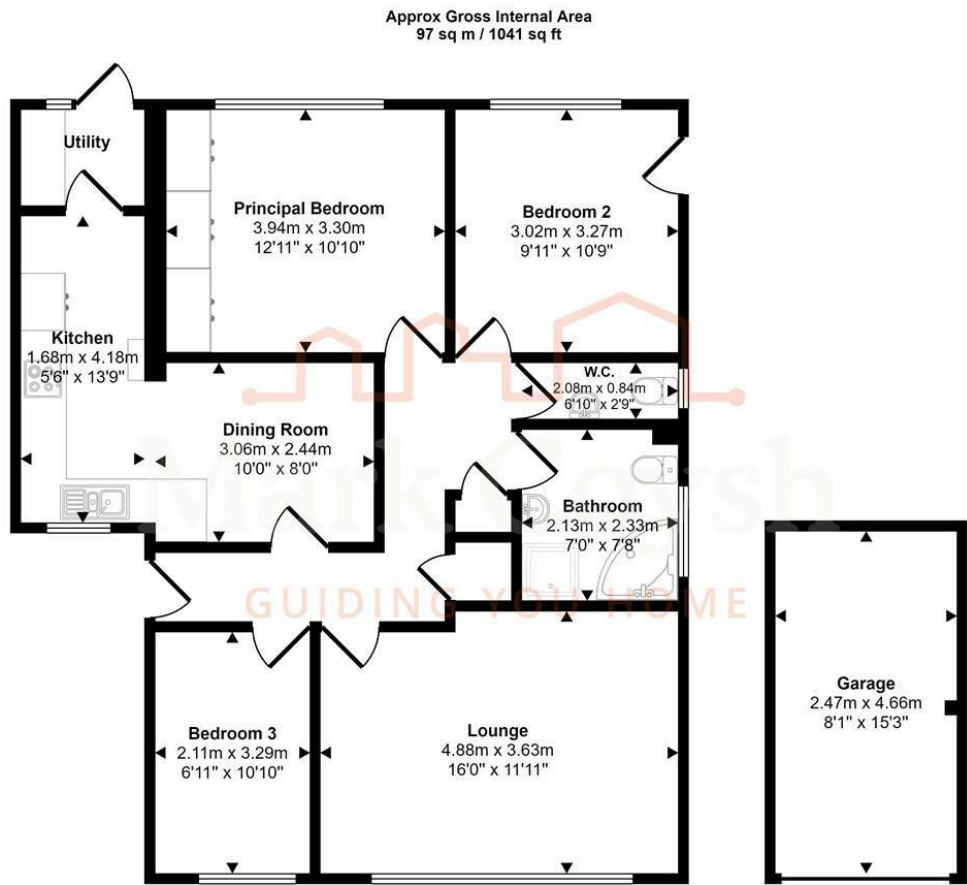 Approx Gross Internal Area
97 sq m / 1041 sq ft
Utility
Principal Bedroom
3.94m x 3.30m
12'11" x 10'10"
Bedroom 2
3.02m x 3.27m
9'11" x 10'9"
Kitchen
1.68m x 4.18m
5'6" x 13'9"
W.C.
2.08m x 0.84m
6'10" x 2'9"
Dining Room
3.06m x 2.44m
10'0" x 8'0"
Bathroom
2.13m x 2.33m
7'0" x 7'8"
GUIDING YOU HOME
Bedroom 3
2.11m x 3.29m
6'11" x 10'10"
Lounge
4.88m x 3.63m
16'0" x 11'11"
Garage
2.47m x 4.66m
8'1" x 15'3"